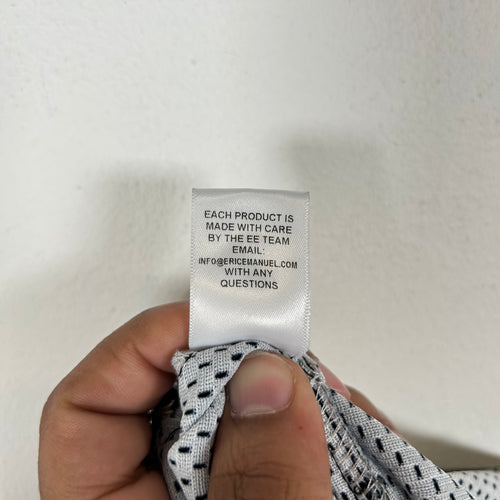 EACH PRODUCT IS
MADE WITH CARE
BY THE EE TEAM
EMAIL:
INFO@ERICEMANUEL.COM
WITH ANY
QUESTIONS